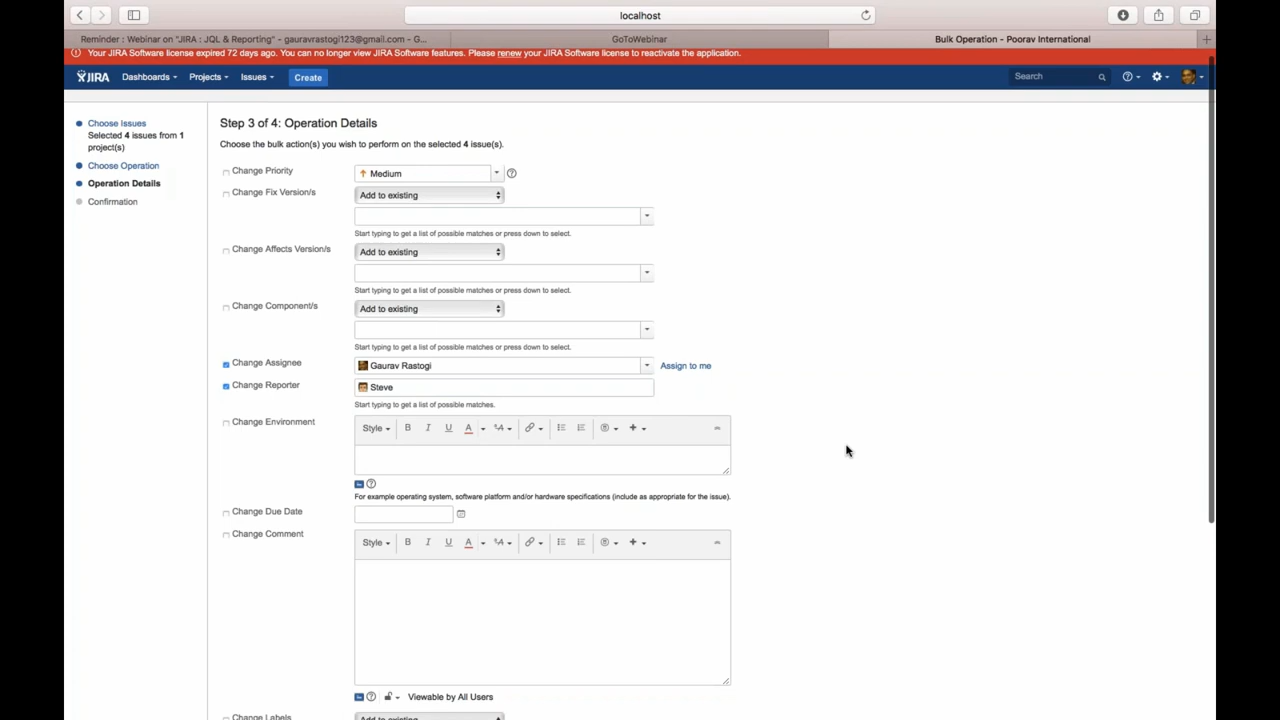 localhost
Reminder : Webinar on "JIRA : JQL & Reporting" - gauravrastogi123@gmail.com - G...
GoToWebinar
Bulk Operation - Poorav International
Your JIRA Software license expired 72 days ago. You can no longer view JIRA Software features. Please renew your JIRA Software license to reactivate the application.
JIRA Dashboards Projects Issues Create Search
Choose Issues
Selected 4 issues from 1
project(s)
Choose Operation
Operation Details
Confirmation
Step 3 of 4: Operation Details
Choose the bulk action(s) you wish to perform on the selected 4 issue(s).
Change Priority Medium
Change Fix Version/s Add to existing
Start typing to get a list of possible matches or press down to select.
Change Affects Version/s Add to existing
Start typing to get a list of possible matches or press down to select.
Change Component/s Add to existing
Start typing to get a list of possible matches or press down to select.
Change Assignee Gaurav Rastogi Assign to me
Change Reporter Steve
Start typing to get a list of possible matches.
Change Environment
Style B I U A
For example operating system, software platform and/or hardware specifications (include as appropriate for the issue).
Change Due Date
Change Comment
Style B I U A
Viewable by All Users
Change Labels Add to existing